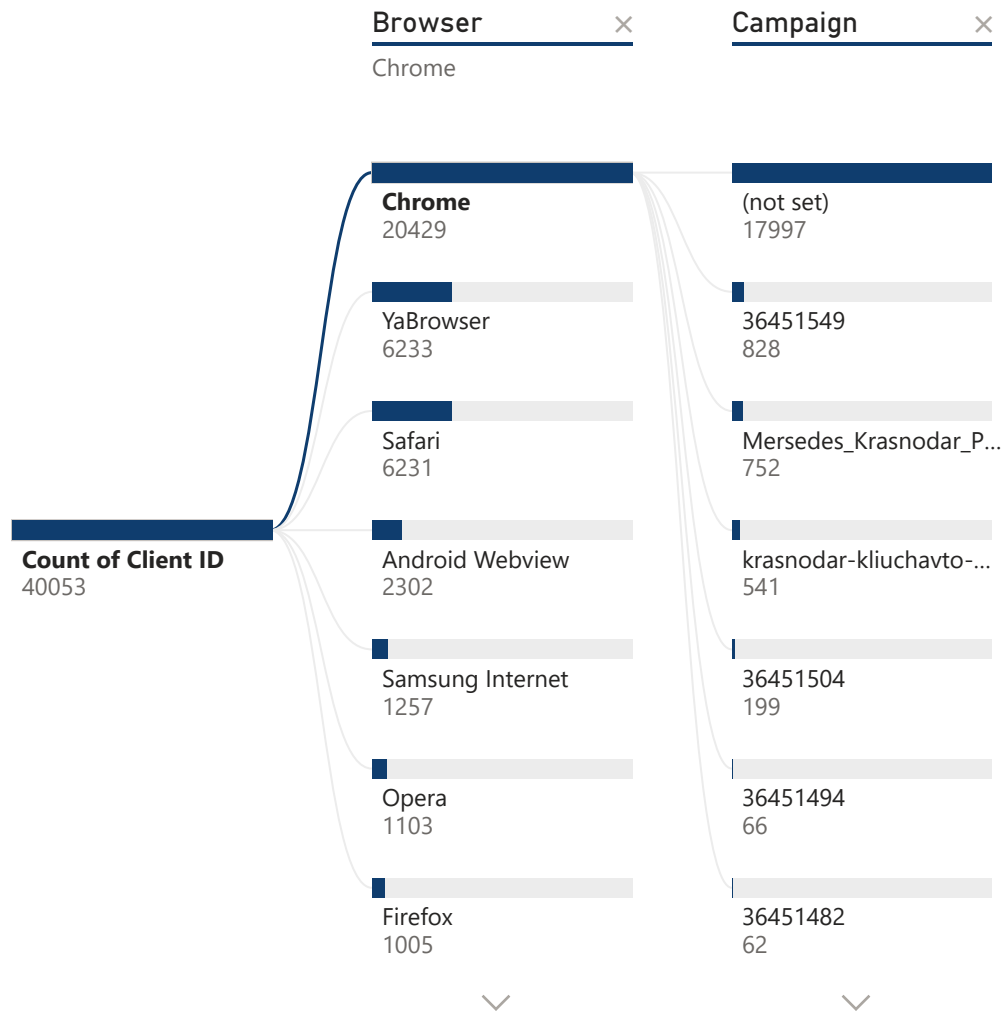 Browser
Chrome
Campaign
Count of Client ID
40053
Chrome
20429
YaBrowser
6233
Safari
6231
Android Webview
2302
Samsung Internet
1257
Opera
1103
Firefox
1005
(not set)
17997
36451549
828
Mersedes_Krasnodar_P...
752
krasnodar-kliuchavto-...
541
36451504
199
36451494
66
36451482
62